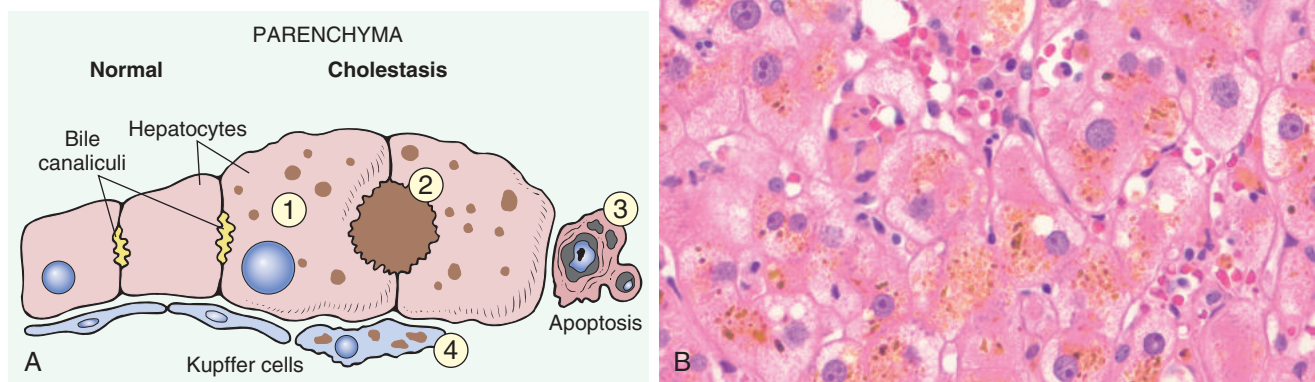 PARENCHYMA
Normal
Cholestasis
Bile
canaliculi
Hepatocytes
1
2
3
4
Apoptosis
Kupffer cells
A
B